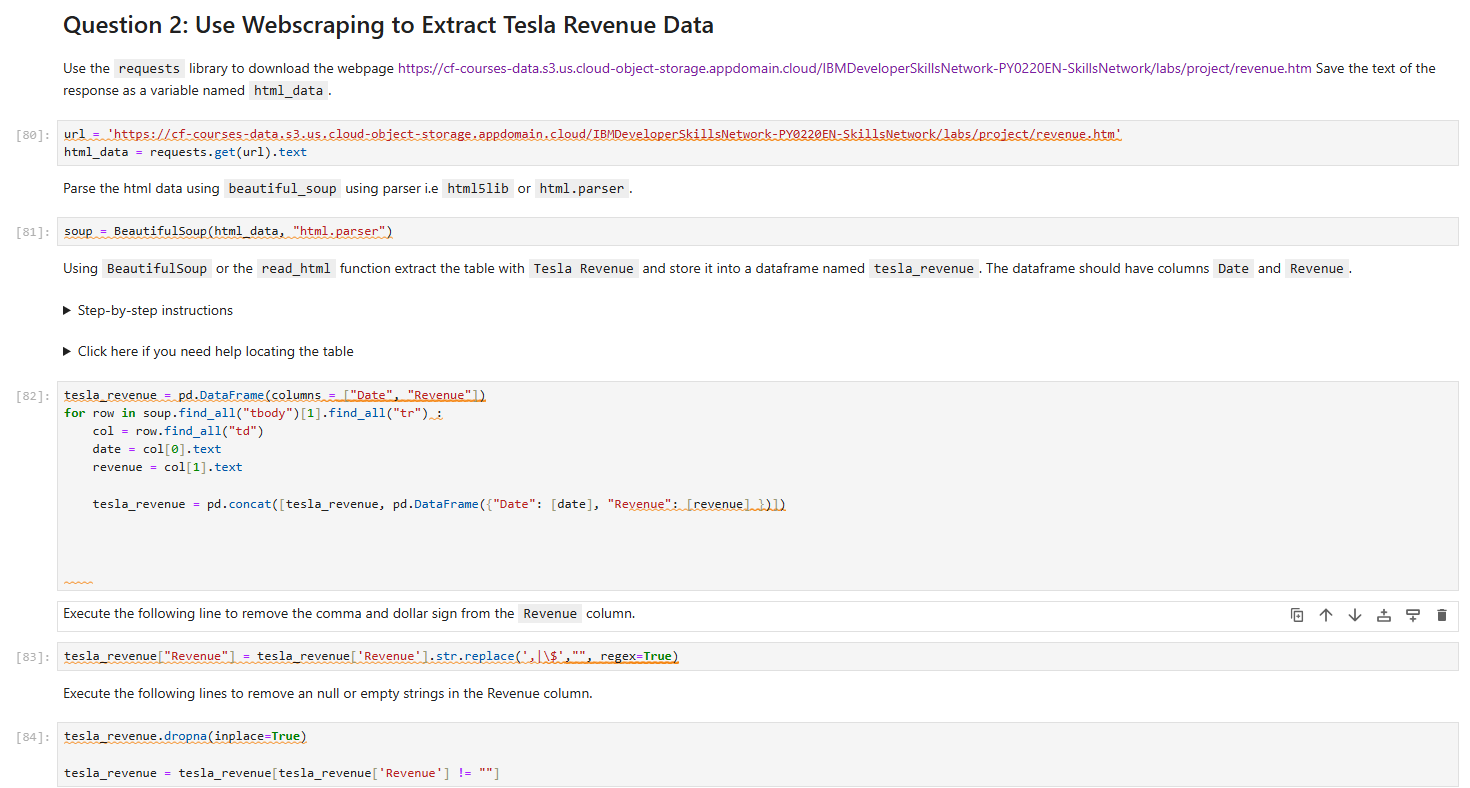 Question 2: Use Webscraping to Extract Tesla Revenue Data
Use the requests library to download the webpage https://cf-courses-data.s3.us.cloud-object-storage.appdomain.cloud/IBMDeveloperSkillsNetwork-PY0220EN-SkillsNetwork/labs/project/revenue.htm Save the text of the
response as a variable named html_data.
[80]: url = 'https://cf-courses-data.s3.us.cloud-object-storage.appdomain.cloud/IBMDeveloperSkillsNetwork-PY0220EN-SkillsNetwork/labs/project/revenue.htm'
html_data = requests.get(url).text
Parse the html data using beautiful_soup using parser i.e html5lib or html.parser.
[81]: soup = BeautifulSoup(html_data, "html.parser")
Using BeautifulSoup or the read_html function extract the table with Tesla Revenue and store it into a dataframe named tesla_revenue. The dataframe should have columns Date and Revenue.
▶ Step-by-step instructions
▶ Click here if you need help locating the table
[82]: tesla_revenue = pd.DataFrame(columns = ["Date", "Revenue"])
for row in soup.find_all("tbody")[1].find_all("tr") :
    col = row.find_all("td")
    date = col[0].text
    revenue = col[1].text
    tesla_revenue = pd.concat([tesla_revenue, pd.DataFrame({"Date": [date], "Revenue": [revenue] })])
Execute the following line to remove the comma and dollar sign from the Revenue column.
[83]: tesla_revenue["Revenue"] = tesla_revenue['Revenue'].str.replace(',|\$',"", regex=True)
Execute the following lines to remove an null or empty strings in the Revenue column.
[84]: tesla_revenue.dropna(inplace=True)
tesla_revenue = tesla_revenue[tesla_revenue['Revenue'] != ""]